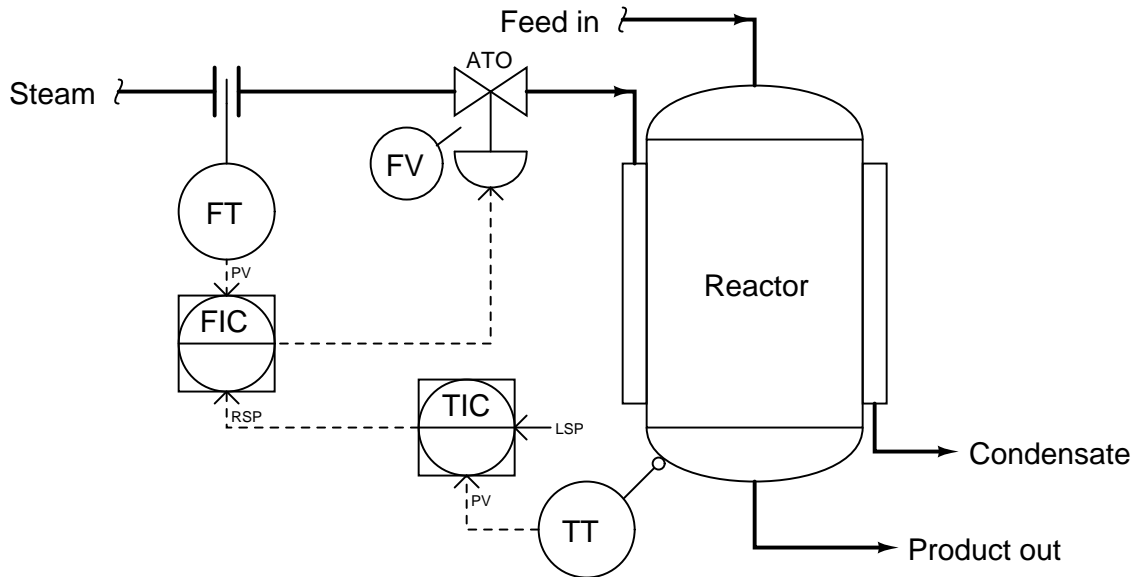 Feed in
ATO
Steam
FV
FT
PV
Reactor
FIC
TIC
RSP
LSP
Condensate
PV
TT
Product out